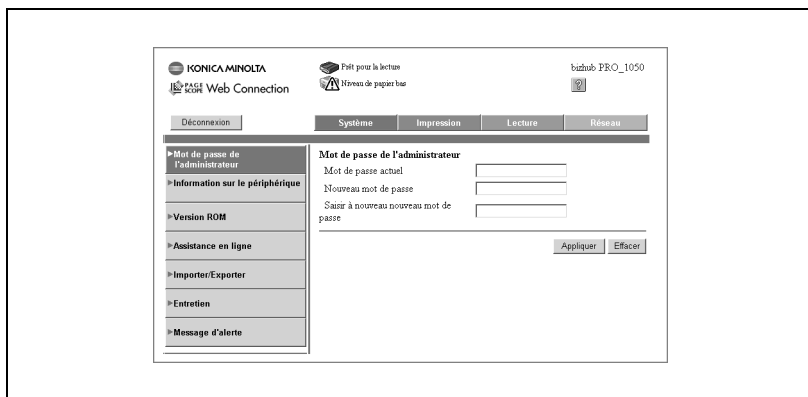 KONICA MINOLTA
PAGE SCOPE Web Connection
Prêt pour la lecture
Niveau de papier bas
bizhub PRO_1050
?
Déconnexion
Système
Impression
Lecture
Réseau
Mot de passe de
l'administrateur
Information sur le périphérique
Version ROM
Assistance en ligne
Importer/Exporter
Entretien
Message d'alerte
Mot de passe de l'administrateur
Mot de passe actuel
Nouveau mot de passe
Saisir à nouveau nouveau mot de
passe
Appliquer
Effacer